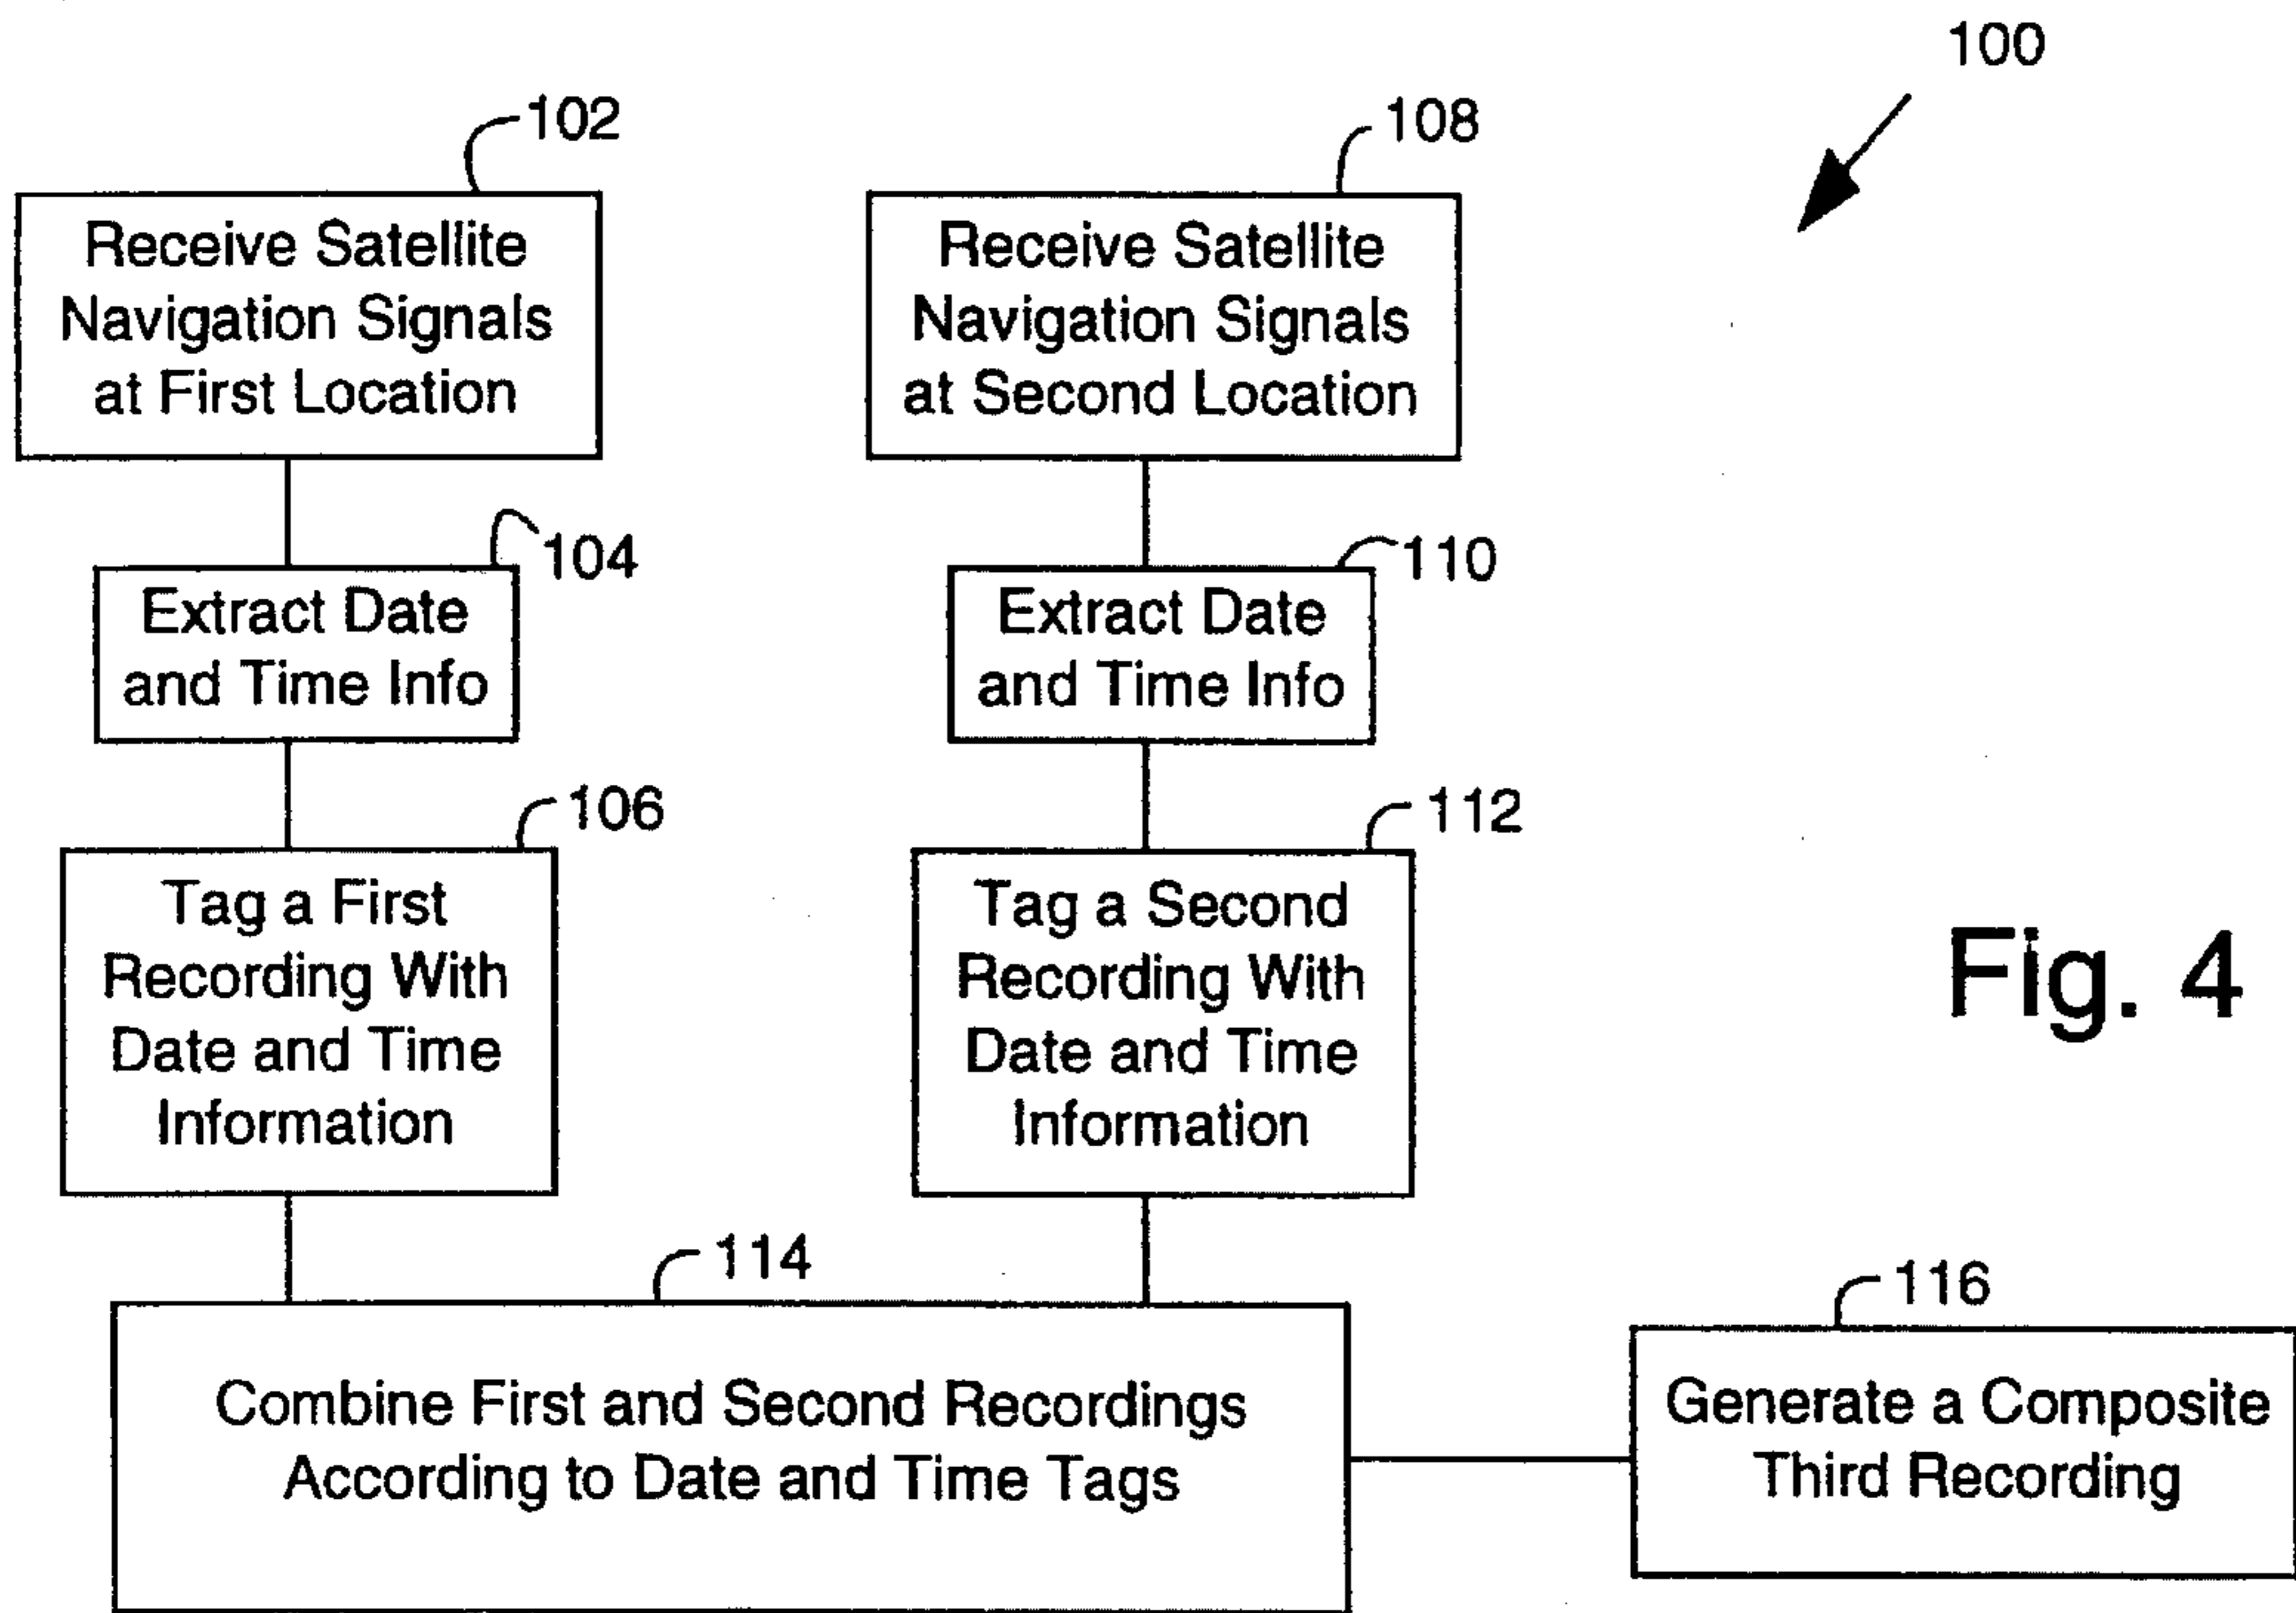 100
102
Receive Satellite
Navigation Signals
at First Location
108
Receive Satellite
Navigation Signals
at Second Location
104
Extract Date
and Time Info
110
Extract Date
and Time Info
106
Tag a First
Recording With
Date and Time
Information
112
Tag a Second
Recording With
Date and Time
Information
Fig. 4
114
Combine First and Second Recordings
According to Date and Time Tags
116
Generate a Composite
Third Recording